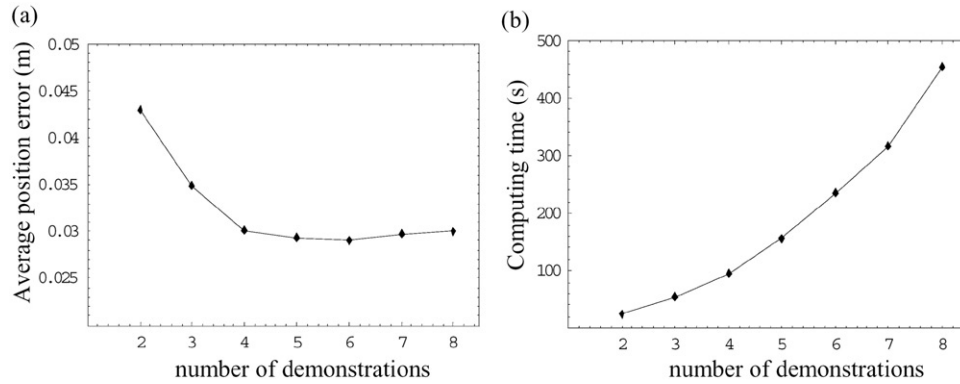 (a)
Average position error (m)
0.05
0.045
0.04
0.035
0.03
0.025
2 3 4 5 6 7 8
number of demonstrations
(b)
Computing time (s)
500
400
300
200
100
2 3 4 5 6 7 8
number of demonstrations